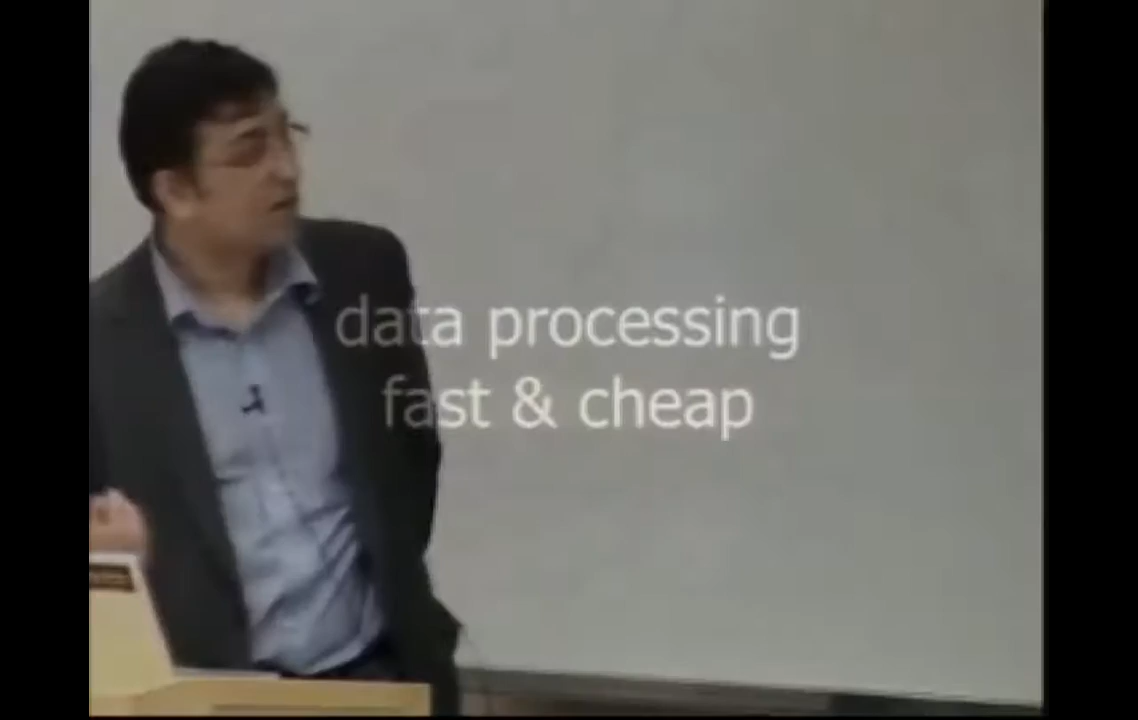 data processing
fast & cheap